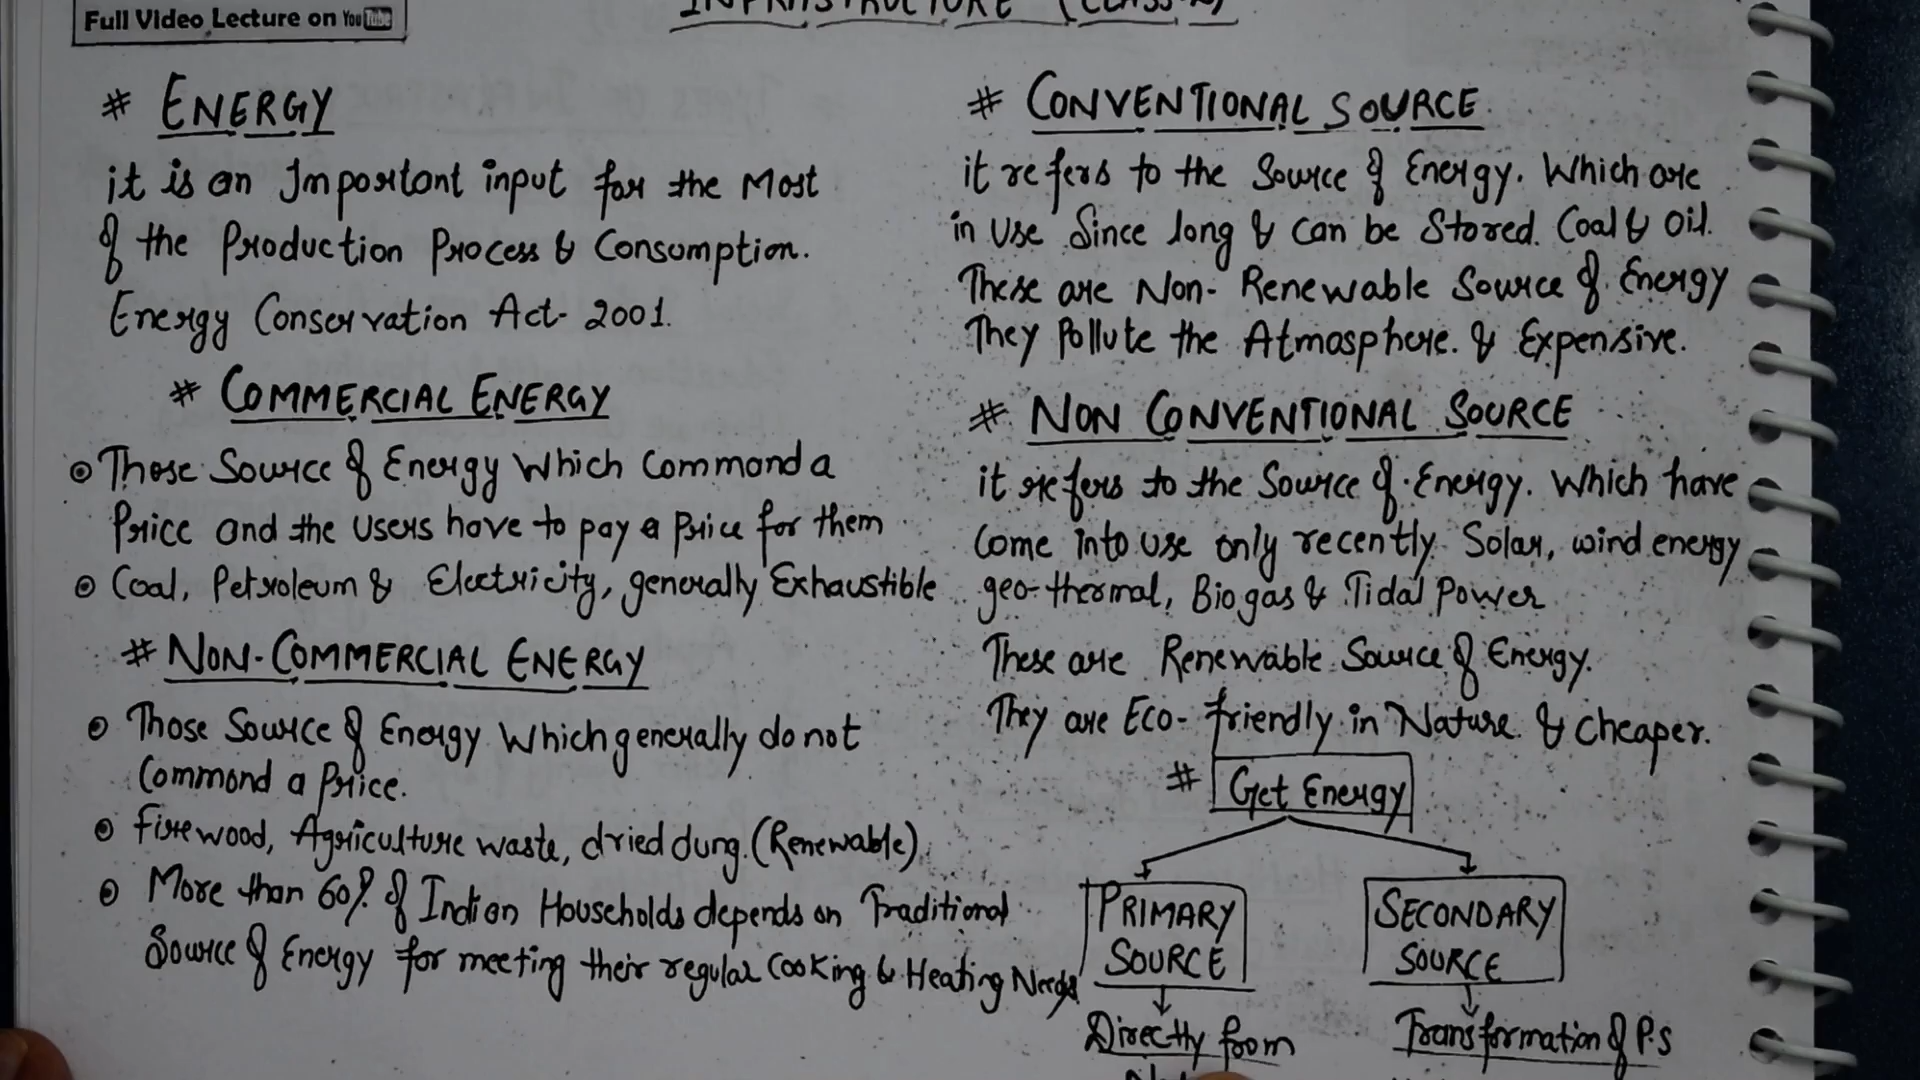 Full Video Lecture on YouTube
INFRASTRUCTURE (CLASS-2)
# ENERGY
it is an Important input for the Most
of the Production Process & Consumption.
Energy Conservation Act- 2001.
# COMMERCIAL ENERGY
Those Source of Energy Which Command a
Price and the users have to pay a price for them
Coal, Petroleum & Electricity, generally Exhaustible
# NON-COMMERCIAL ENERGY
Those Source of Energy Which generally do not
Command a Price.
Firewood, Agriculture waste, dried dung. (Renewable)
More than 60% of Indian Households depends on Traditional
Source of Energy for meeting their regular Cooking & Heating Needs
# CONVENTIONAL SOURCE
it refers to the Source of Energy. Which are
in Use Since long & can be Stored. Coal & Oil.
These are Non- Renewable Source of Energy
They Pollute the Atmosphere. & Expensive.
# NON CONVENTIONAL SOURCE
it refers to the Source of Energy. Which have
Come into use only recently. Solar, wind energy
geo-thermal, Biogas & Tidal Power
These are Renewable Source of Energy.
They are Eco-friendly in Nature & cheaper.
# Get Energy
PRIMARY
SOURCE
Directly from
SECONDARY
SOURCE
Transformation of P.S